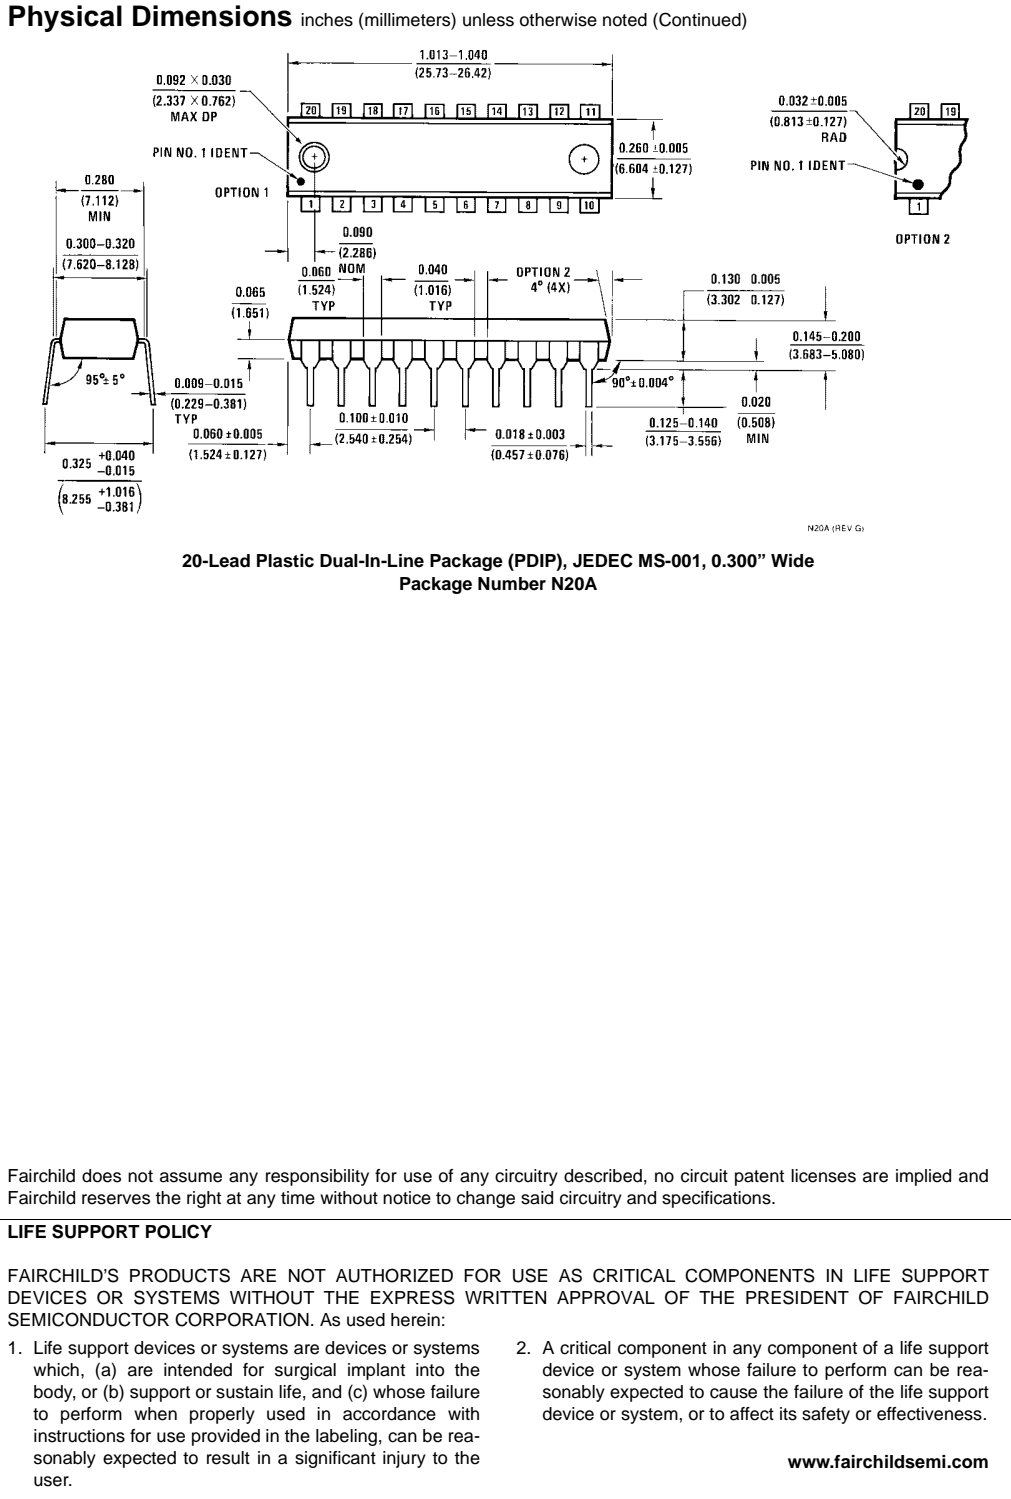 Physical Dimensions inches (millimeters) unless otherwise noted (Continued)
1.013–1.040
(25.73–26.42)
0.092 × 0.030
(2.337 × 0.762)
MAX DP
20 19 18 17 16 15 14 13 12 11
PIN NO. 1 IDENT
OPTION 1
1 2 3 4 5 6 7 8 9 10
0.260 ±0.005
(6.604 ±0.127)
0.032 ±0.005
(0.813 ±0.127)
RAD
20 19
PIN NO. 1 IDENT
1
OPTION 2
0.280
(7.112)
MIN
0.300–0.320
(7.620–8.128)
0.090
(2.286)
NOM
0.060
(1.524)
TYP
0.040
(1.016)
TYP
OPTION 2
4° (4X)
0.065
(1.651)
0.130 0.005
(3.302 0.127)
0.145–0.200
(3.683–5.080)
95°± 5°
0.009–0.015
(0.229–0.381)
TYP
90°±0.004°
0.100 ±0.010
(2.540 ±0.254)
0.020
(0.508)
MIN
0.125–0.140
(3.175–3.556)
0.060 ±0.005
(1.524 ±0.127)
0.018 ±0.003
(0.457 ±0.076)
0.325 +0.040
−0.015
(8.255 +1.016
−0.381)
N20A (REV G)
20-Lead Plastic Dual-In-Line Package (PDIP), JEDEC MS-001, 0.300” Wide
Package Number N20A
Fairchild does not assume any responsibility for use of any circuitry described, no circuit patent licenses are implied and
Fairchild reserves the right at any time without notice to change said circuitry and specifications.
LIFE SUPPORT POLICY
FAIRCHILD’S PRODUCTS ARE NOT AUTHORIZED FOR USE AS CRITICAL COMPONENTS IN LIFE SUPPORT
DEVICES OR SYSTEMS WITHOUT THE EXPRESS WRITTEN APPROVAL OF THE PRESIDENT OF FAIRCHILD
SEMICONDUCTOR CORPORATION. As used herein:
1. Life support devices or systems are devices or systems
which, (a) are intended for surgical implant into the
body, or (b) support or sustain life, and (c) whose failure
to perform when properly used in accordance with
instructions for use provided in the labeling, can be rea-
sonably expected to result in a significant injury to the
user.
2. A critical component in any component of a life support
device or system whose failure to perform can be rea-
sonably expected to cause the failure of the life support
device or system, or to affect its safety or effectiveness.
www.fairchildsemi.com